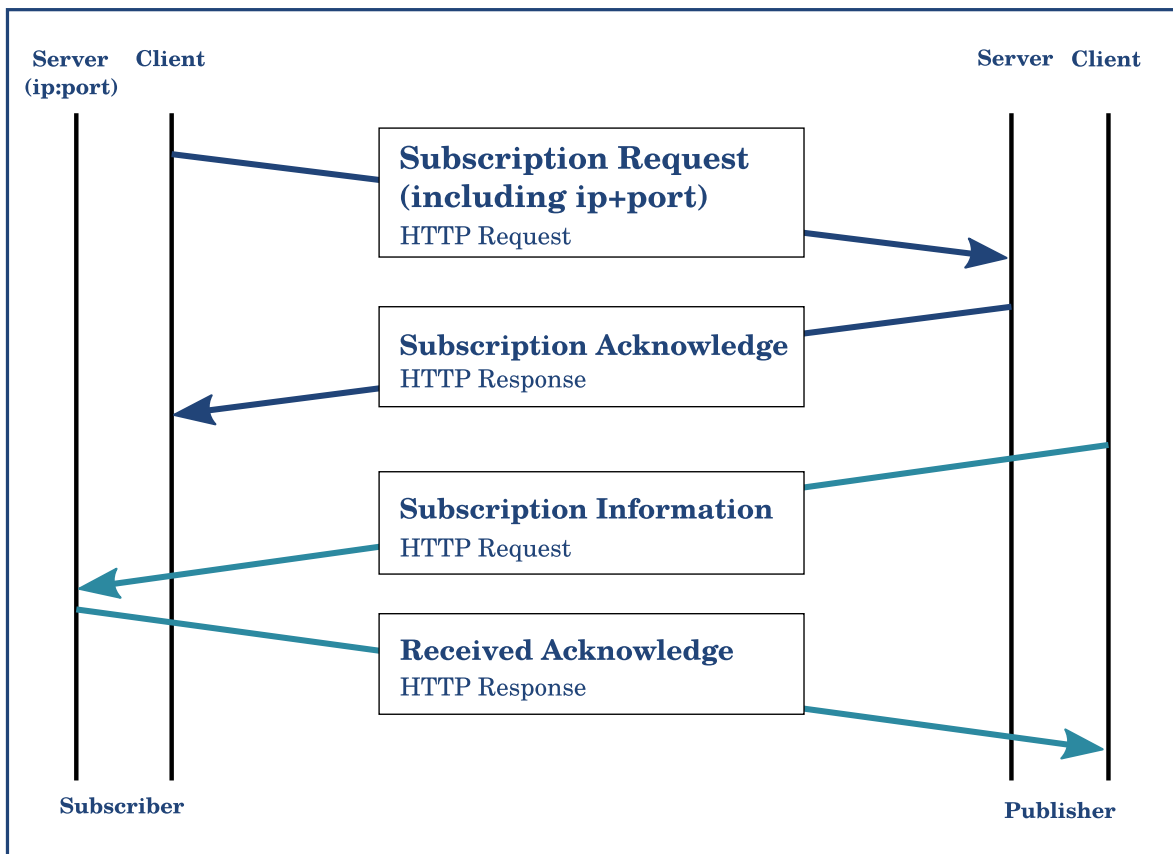 Server
(ip:port)
Client
Server
Client
Subscription Request
(including ip+port)
HTTP Request
Subscription Acknowledge
HTTP Response
Subscription Information
HTTP Request
Received Acknowledge
HTTP Response
Subscriber
Publisher